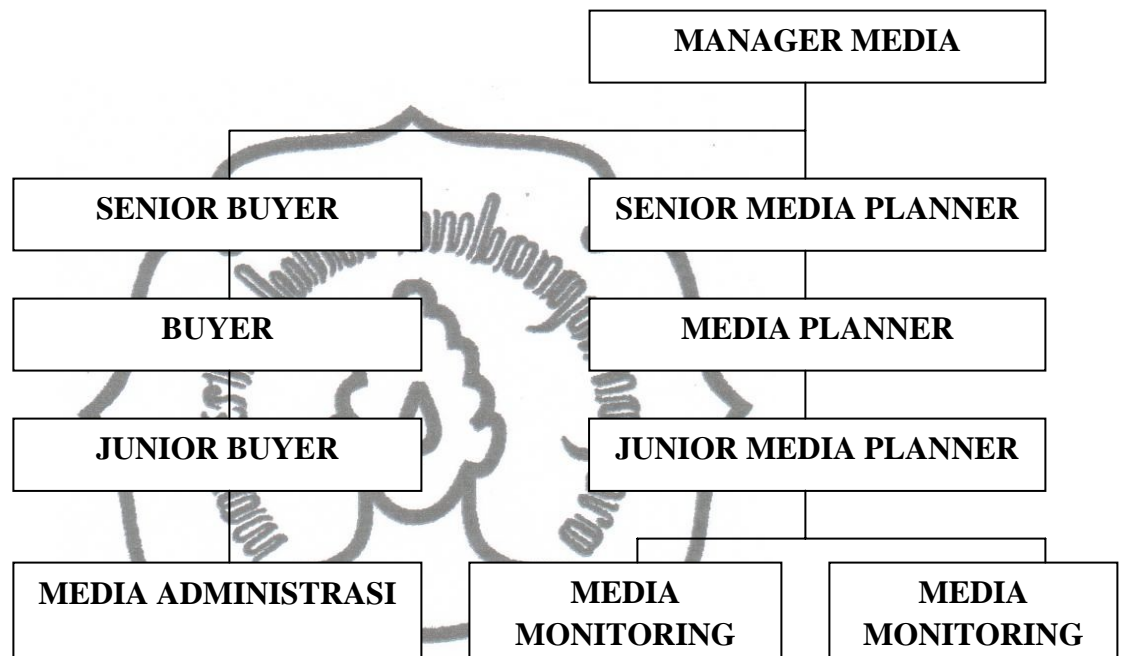 MANAGER MEDIA
SENIOR BUYER
SENIOR MEDIA PLANNER
BUYER
MEDIA PLANNER
JUNIOR BUYER
JUNIOR MEDIA PLANNER
MEDIA ADMINISTRASI
MEDIA
MONITORING
MEDIA
MONITORING